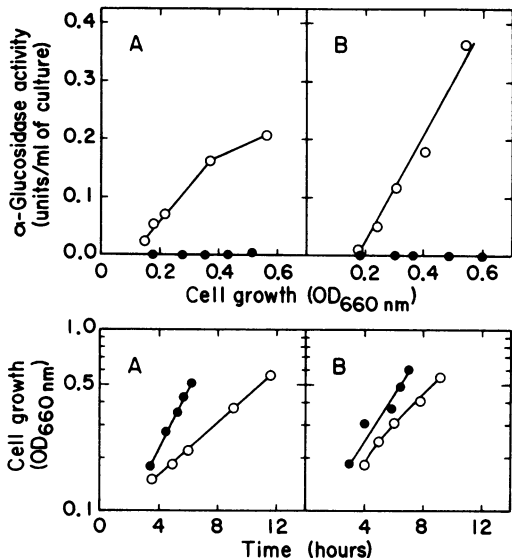 α-Glucosidase activity
(units/ml of culture)
0.4
0.3
0.2
0.1
0.0
A
B
0 0.2 0.4 0.6 0.2 0.4 0.6
Cell growth (OD660 nm)
Cell growth
(OD660 nm)
1.0
0.5
0.1
A
B
0 4 8 12 4 8 12
Time (hours)